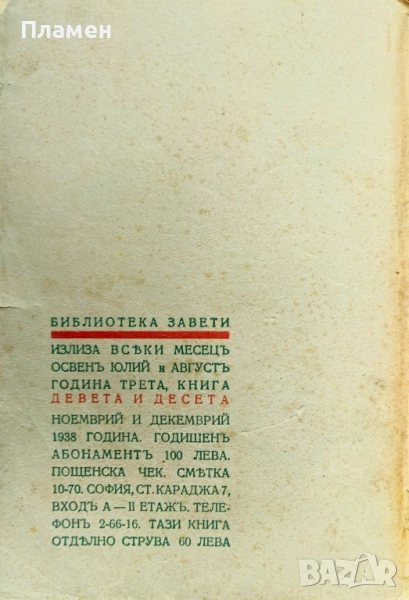 Пламен
БИБЛИОТЕКА ЗАВЕТИ
ИЗЛИЗА ВСѢКИ МЕСЕЦЪ
ОСВЕНЪ ЮЛИЙ и АВГУСТЪ
ГОДИНА ТРЕТА, КНИГА
ДЕВЕТА И ДЕСЕТА
НОЕМВРИЙ И ДЕКЕМВРИЙ
1938 ГОДИНА. ГОДИШЕНЪ
АБОНАМЕНТЪ 100 ЛЕВА.
ПОЩЕНСКА ЧЕК. СМѢТКА
10-70. СОФИЯ, СТ. КАРАДЖА 7,
ВХОДЪ А — II ЕТАЖЪ. ТЕЛЕ-
ФОНЪ 2-66-16. ТАЗИ КНИГА
ОТДѢЛНО СТРУВА 60 ЛЕВА
BAZAR